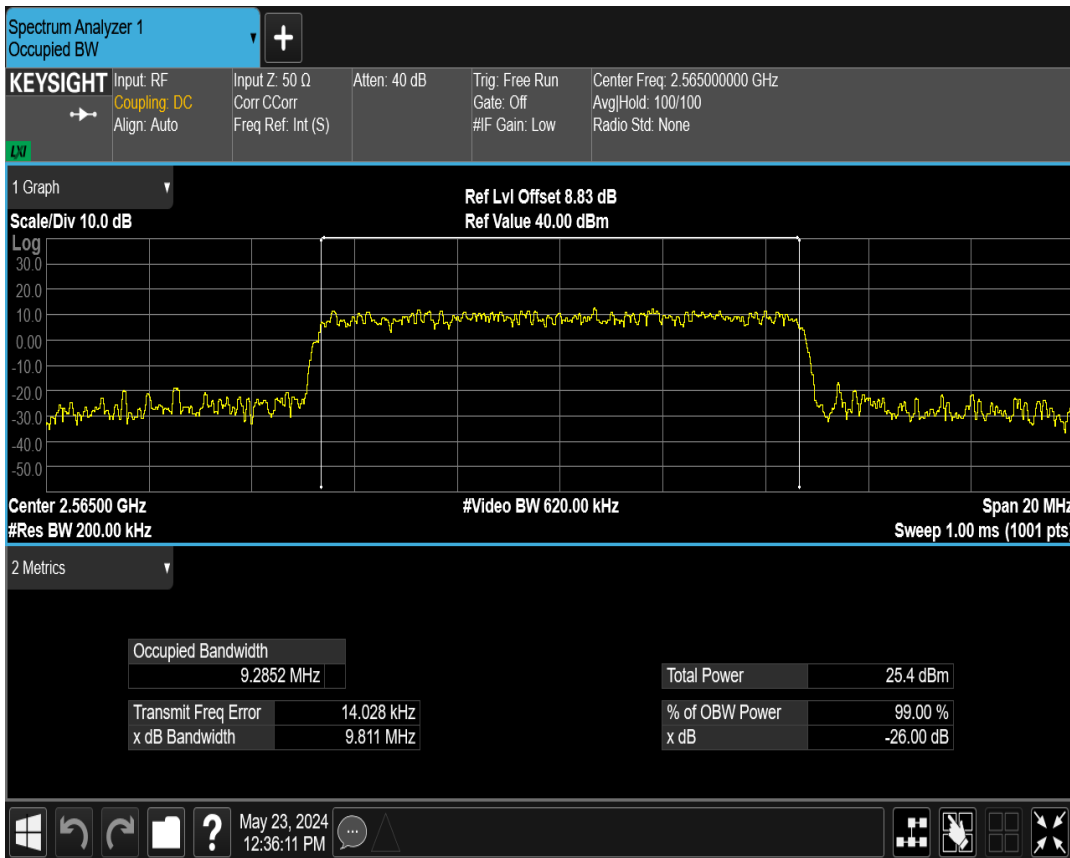 Spectrum Analyzer 1
Occupied BW
KEYSIGHT
LXI
Input: RF
Coupling: DC
Align: Auto
Input Z: 50 Ω
Corr CCorr
Freq Ref: Int (S)
Atten: 40 dB
Trig: Free Run
Gate: Off
#IF Gain: Low
Center Freq: 2.565000000 GHz
Avg|Hold: 100/100
Radio Std: None
1 Graph
Scale/Div 10.0 dB
Ref Lvl Offset 8.83 dB
Ref Value 40.00 dBm
Log
30.0
20.0
10.0
0.00
-10.0
-20.0
-30.0
-40.0
-50.0
Center 2.56500 GHz
#Res BW 200.00 kHz
#Video BW 620.00 kHz
Span 20 MHz
Sweep 1.00 ms (1001 pts)
2 Metrics
Occupied Bandwidth
9.2852 MHz
Transmit Freq Error 14.028 kHz
x dB Bandwidth 9.811 MHz
Total Power 25.4 dBm
% of OBW Power 99.00 %
x dB -26.00 dB
?
May 23, 2024
12:36:11 PM